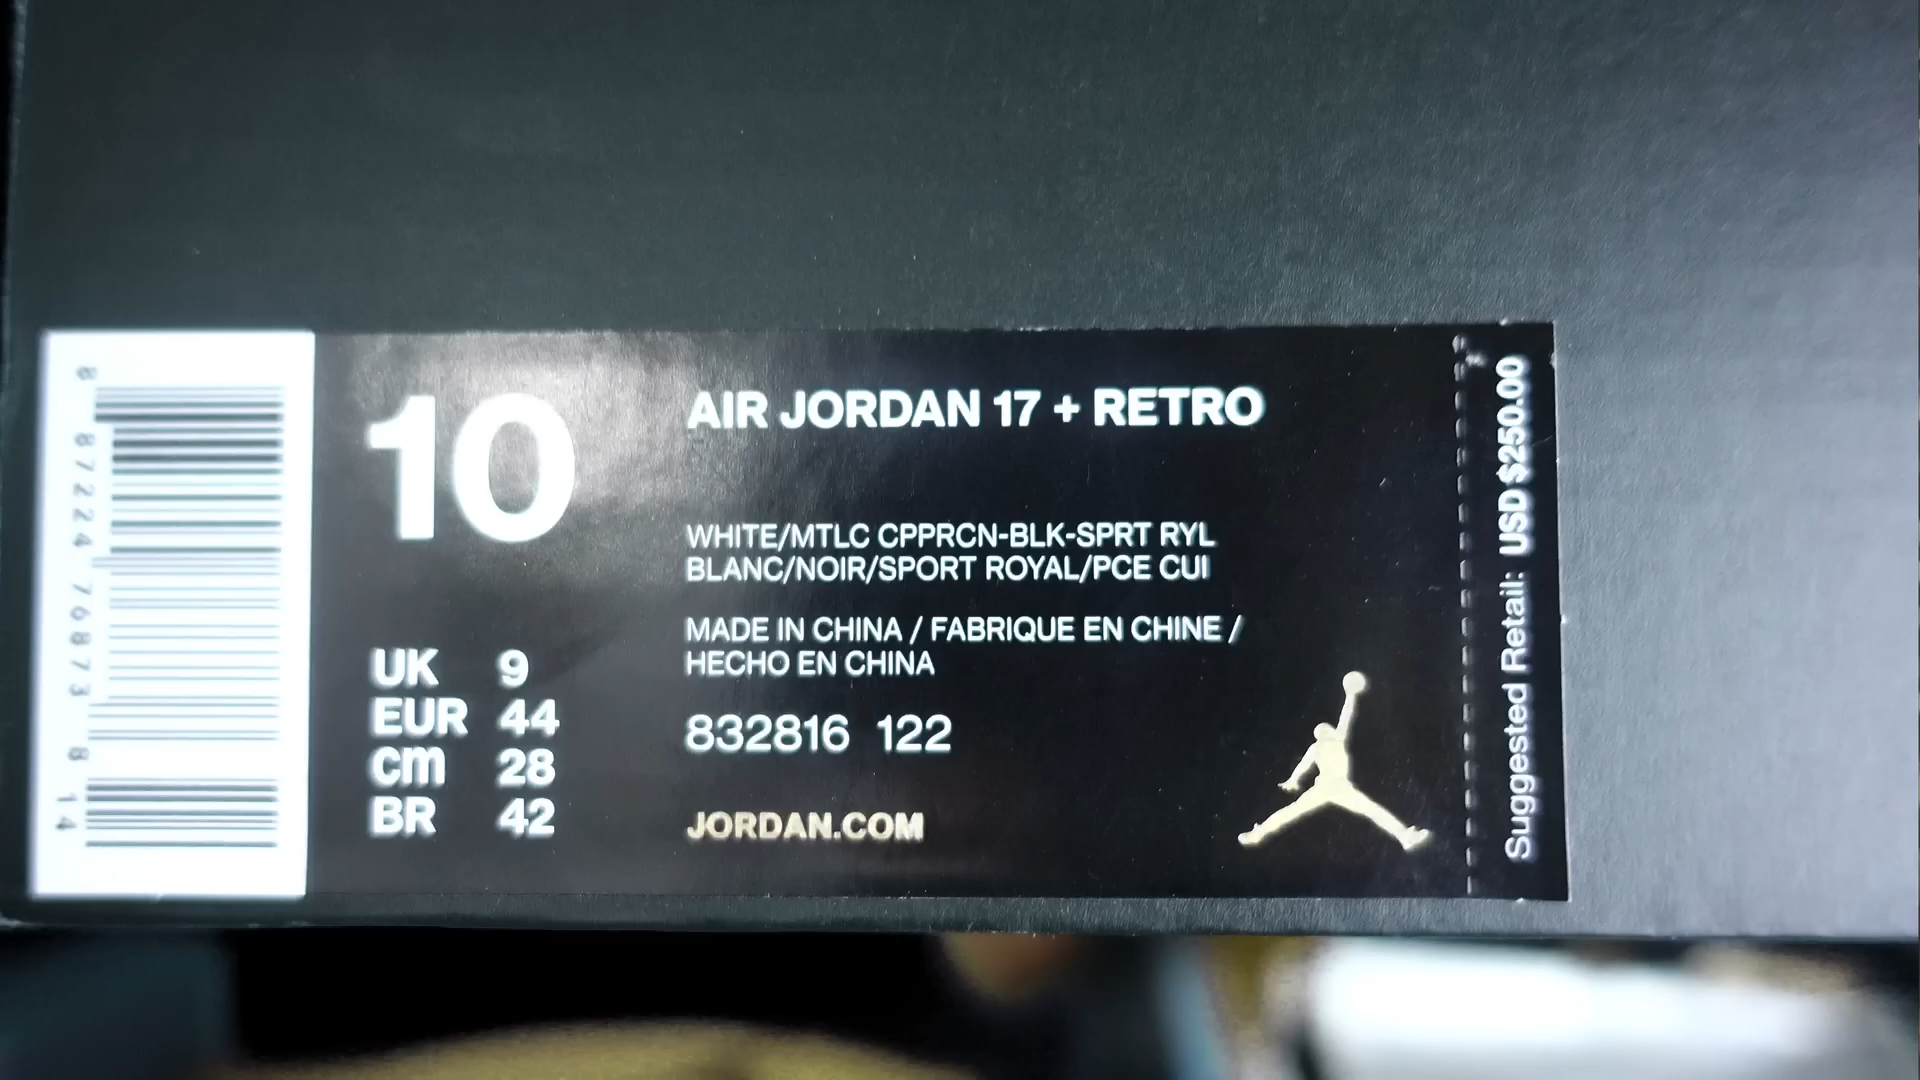 8 87224 76873 8 14
10
UK 9
EUR 44
cm 28
BR 42
AIR JORDAN 17 + RETRO
WHITE/MTLC CPPRCN-BLK-SPRT RYL
BLANC/NOIR/SPORT ROYAL/PCE CUI
MADE IN CHINA / FABRIQUE EN CHINE /
HECHO EN CHINA
832816 122
JORDAN.COM
Suggested Retail: USD $250.00